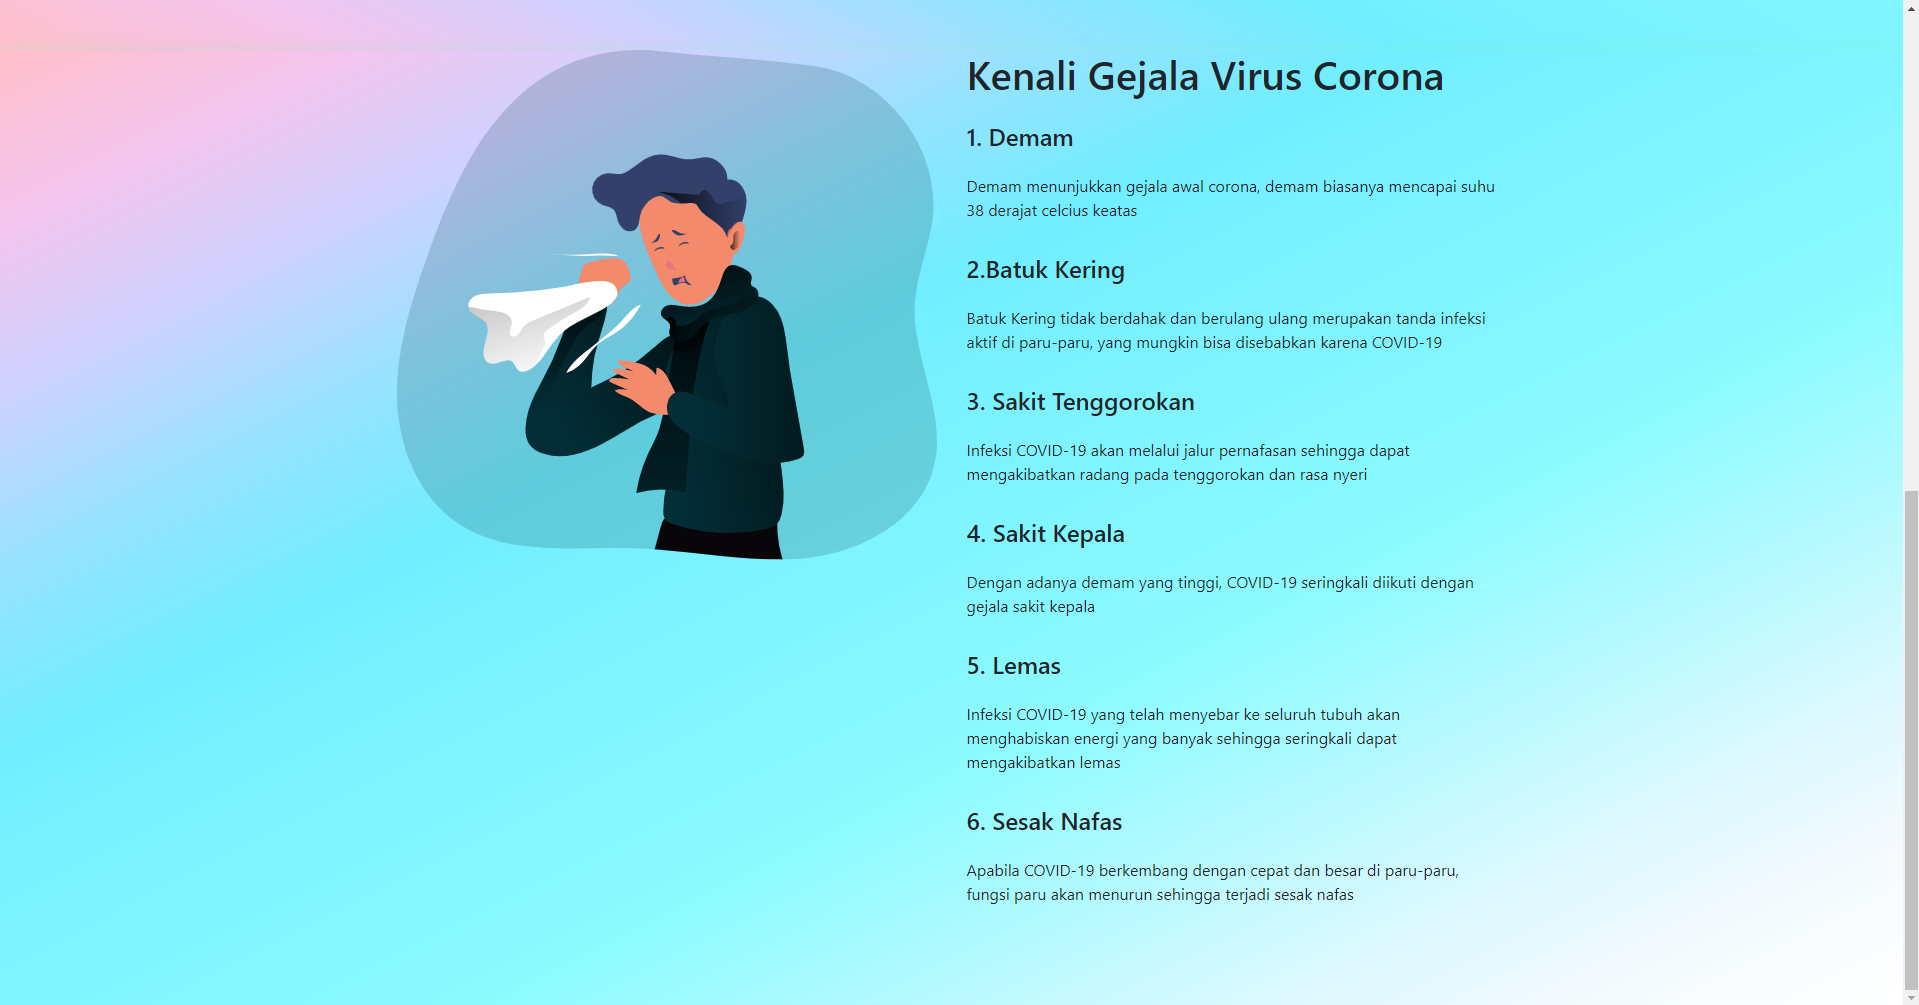 Kenali Gejala Virus Corona
1. Demam
Demam menunjukkan gejala awal corona, demam biasanya mencapai suhu
38 derajat celcius keatas
2.Batuk Kering
Batuk Kering tidak berdahak dan berulang ulang merupakan tanda infeksi
aktif di paru-paru, yang mungkin bisa disebabkan karena COVID-19
3. Sakit Tenggorokan
Infeksi COVID-19 akan melalui jalur pernafasan sehingga dapat
mengakibatkan radang pada tenggorokan dan rasa nyeri
4. Sakit Kepala
Dengan adanya demam yang tinggi, COVID-19 seringkali diikuti dengan
gejala sakit kepala
5. Lemas
Infeksi COVID-19 yang telah menyebar ke seluruh tubuh akan
menghabiskan energi yang banyak sehingga seringkali dapat
mengakibatkan lemas
6. Sesak Nafas
Apabila COVID-19 berkembang dengan cepat dan besar di paru-paru,
fungsi paru akan menurun sehingga terjadi sesak nafas